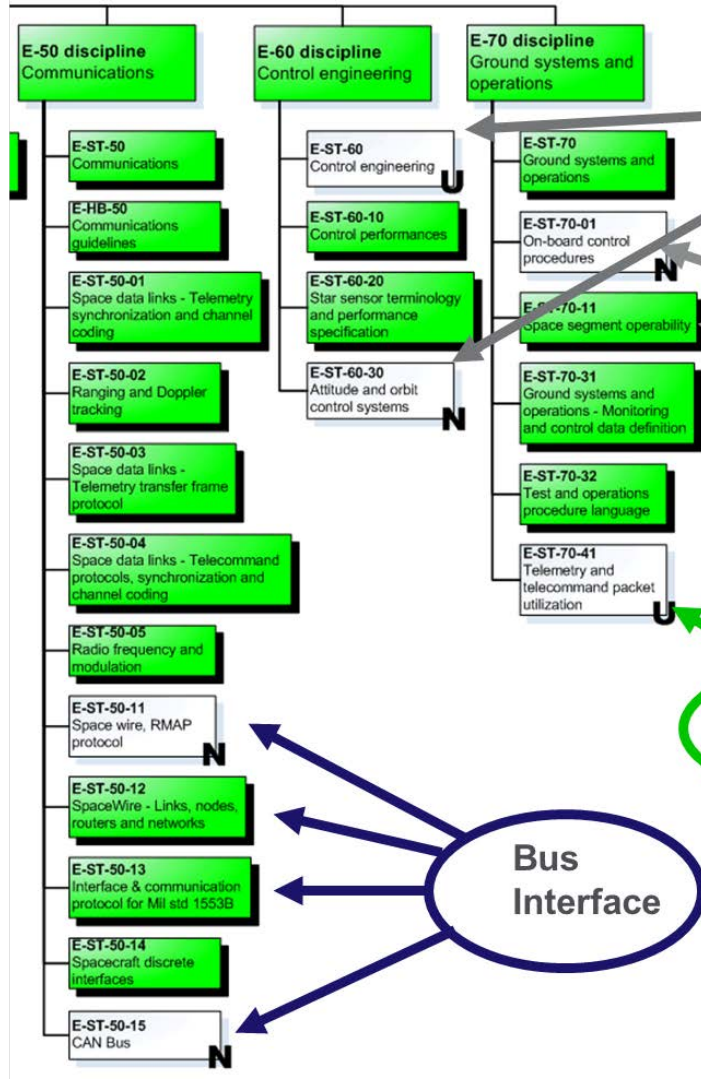 E-50 discipline
Communications
E-ST-50
Communications
E-HB-50
Communications
guidelines
E-ST-50-01
Space data links - Telemetry
synchronization and channel
coding
E-ST-50-02
Ranging and Doppler
tracking
E-ST-50-03
Space data links -
Telemetry transfer frame
protocol
E-ST-50-04
Space data links - Telecommand
protocols, synchronization and
channel coding
E-ST-50-05
Radio frequency and
modulation
E-ST-50-11
Space wire, RMAP
protocol
N
E-ST-50-12
SpaceWire - Links, nodes,
routers and networks
E-ST-50-13
Interface & communication
protocol for Mil std 1553B
E-ST-50-14
Spacecraft discrete
interfaces
E-ST-50-15
CAN Bus
N
E-60 discipline
Control engineering
E-ST-60
Control engineering
U
E-ST-60-10
Control performances
E-ST-60-20
Star sensor terminology
and performance
specification
E-ST-60-30
Attitude and orbit
control systems
N
E-70 discipline
Ground systems and
operations
E-ST-70
Ground systems and
operations
E-ST-70-01
On-board control
procedures
N
E-ST-70-11
Space segment operability
E-ST-70-31
Ground systems and
operations - Monitoring
and control data definition
E-ST-70-32
Test and operations
procedure language
E-ST-70-41
Telemetry and
telecommand packet
utilization
U
Bus
Interface